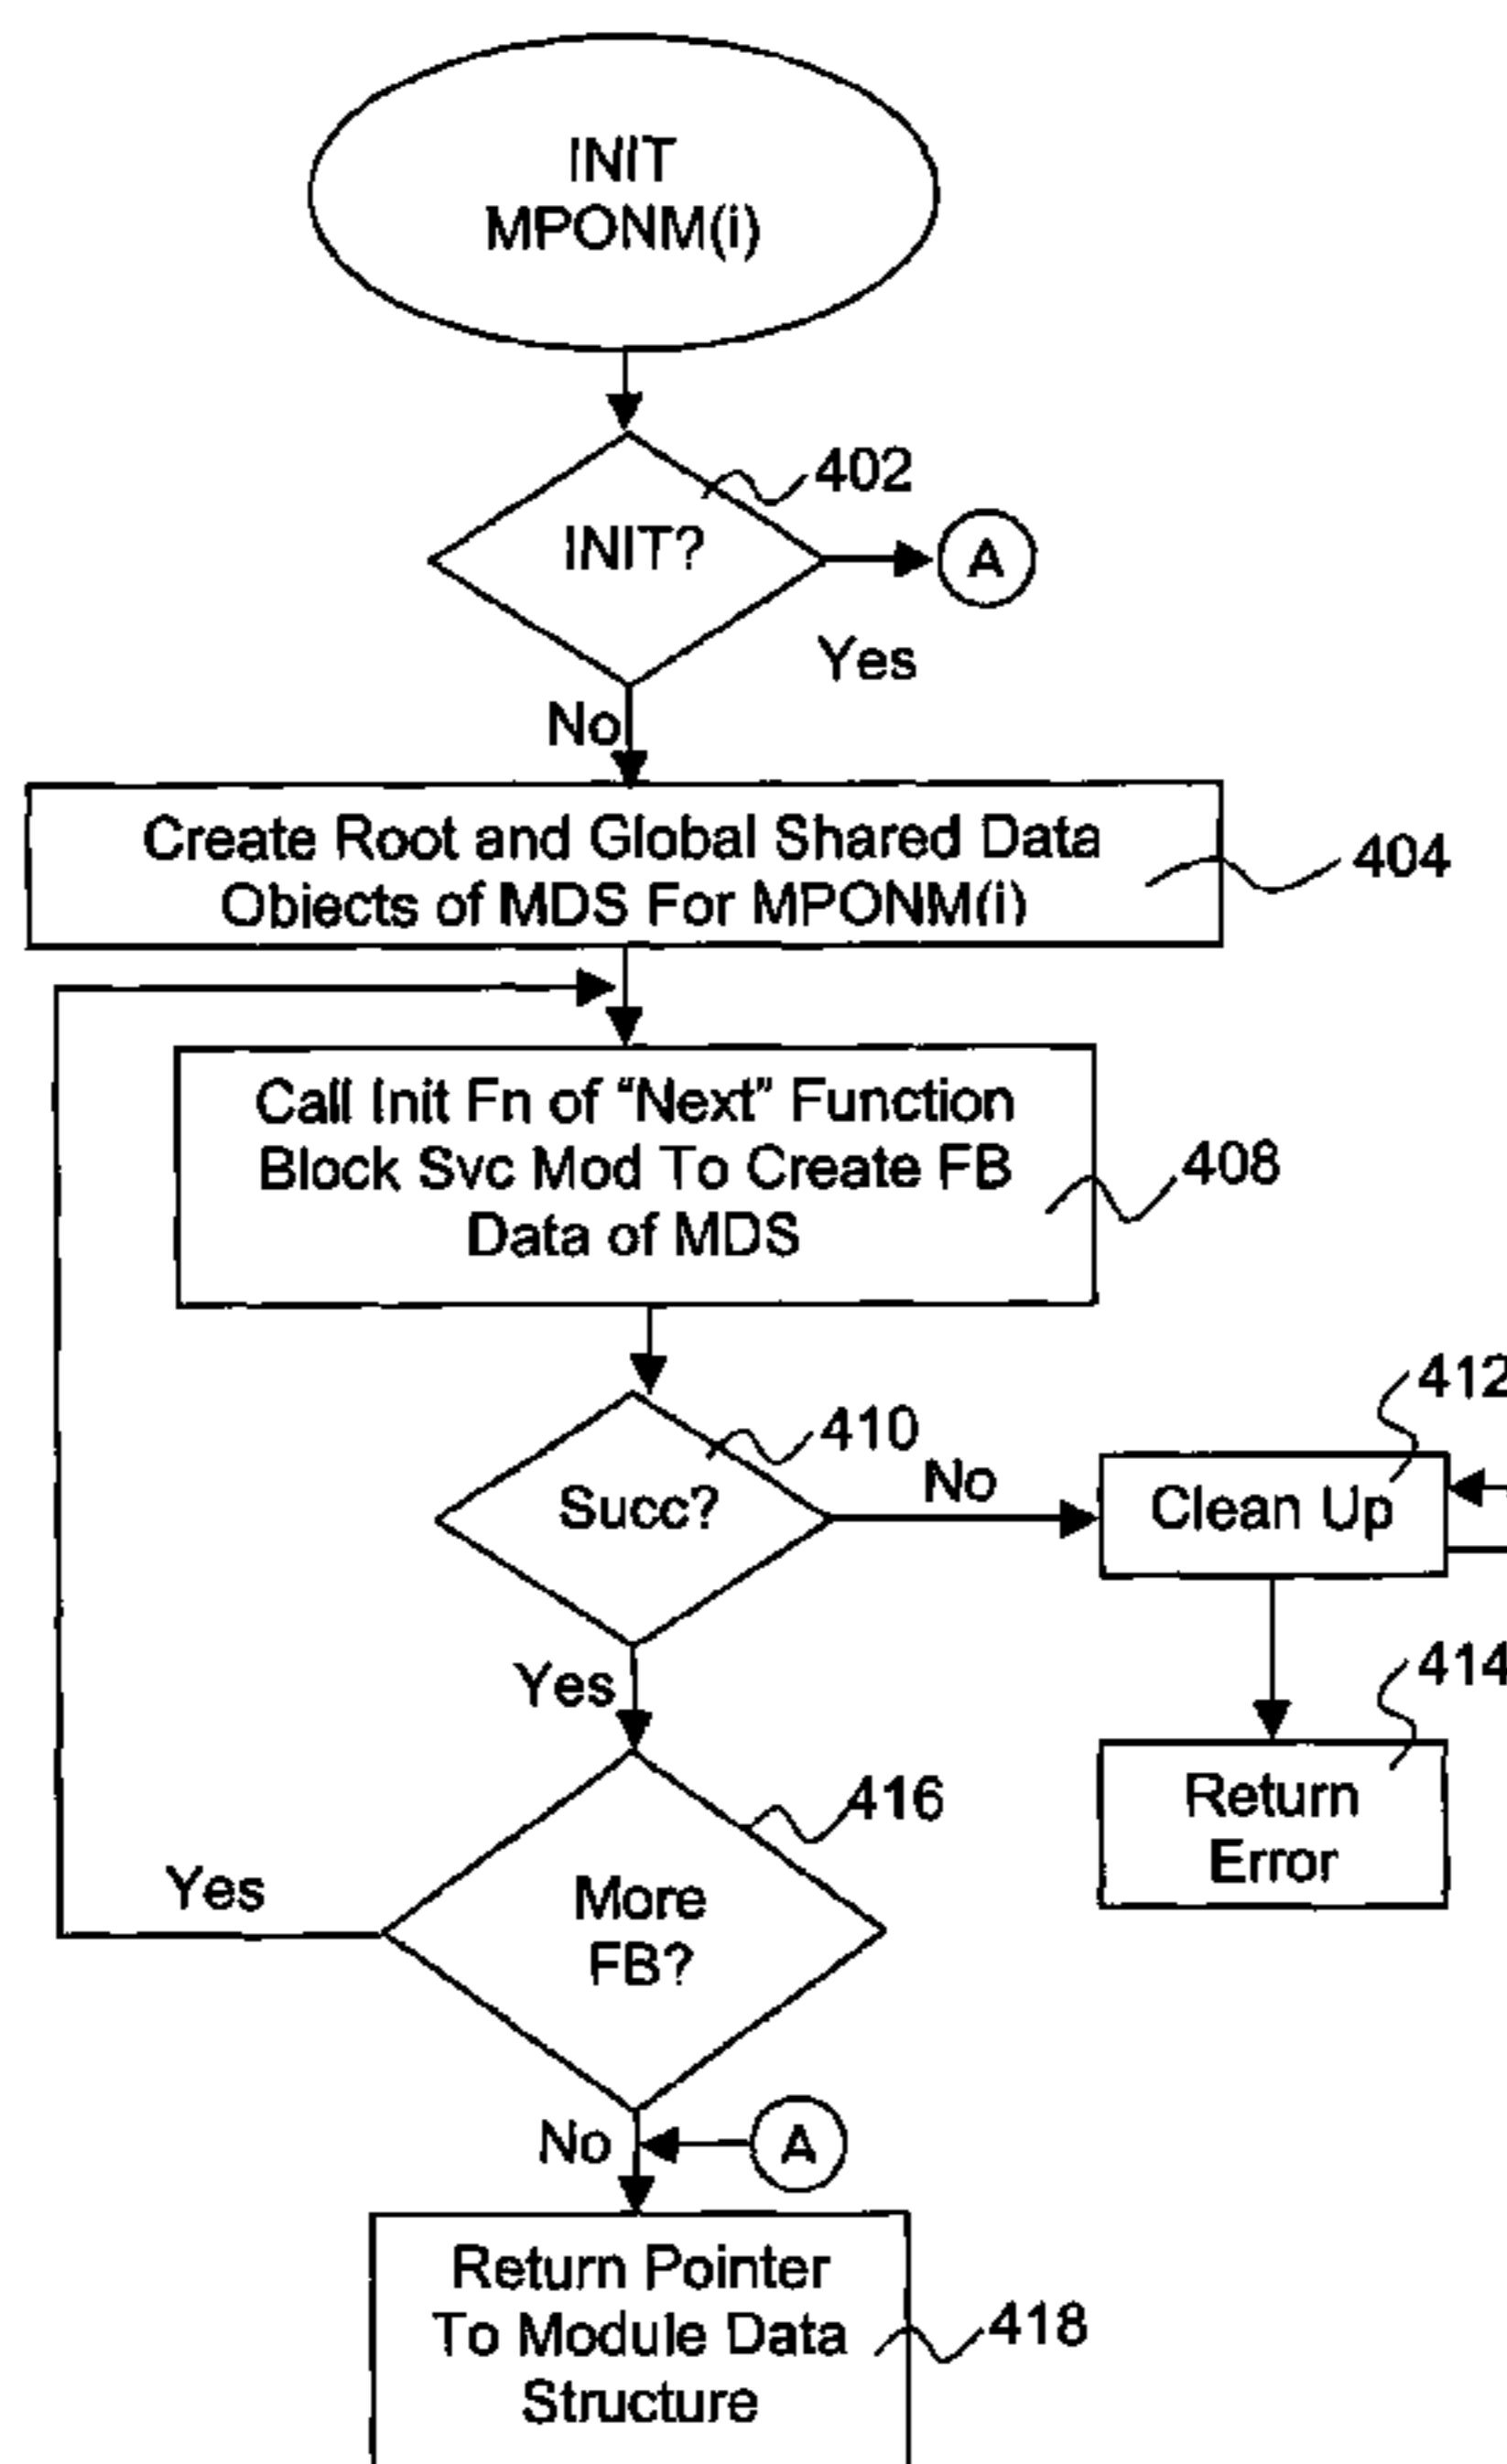 INIT
MPONM(i)
402
INIT?
A
Yes
No
Create Root and Global Shared Data
Objects of MDS For MPONM(i)
404
Call Init Fn of “Next” Function
Block Svc Mod To Create FB
Data of MDS
408
412
410
Succ?
No
Clean Up
Yes
414
416
Return
Error
Yes
More
FB?
No
A
Return Pointer
To Module Data
Structure
418